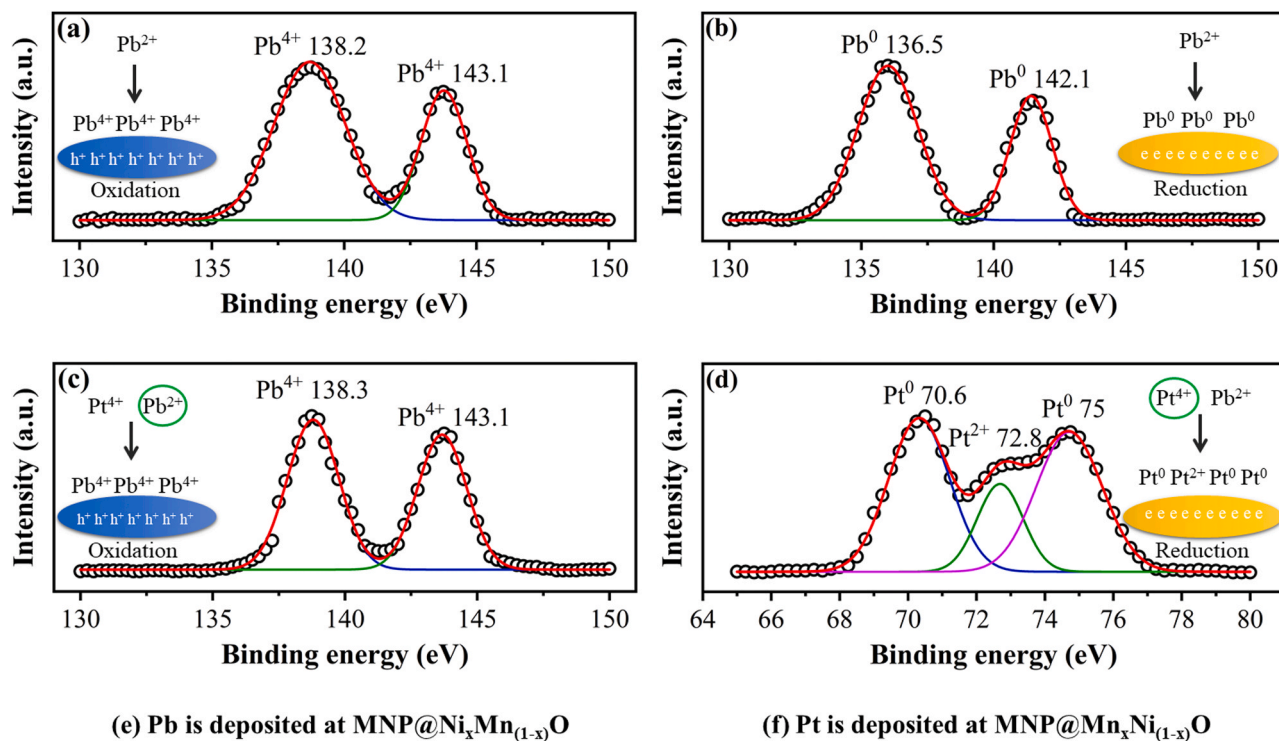 (a)
Pb²⁺
Pb⁴⁺ Pb⁴⁺ Pb⁴⁺
h⁺ h⁺ h⁺ h⁺ h⁺ h⁺ h⁺
Oxidation
Pb⁴⁺ 138.2
Pb⁴⁺ 143.1
Intensity (a.u.)
130 135 140 145 150
Binding energy (eV)
(b)
Pb⁰ 136.5
Pb⁰ 142.1
Pb²⁺
Pb⁰ Pb⁰ Pb⁰
e e e e e e e e e e
Reduction
Intensity (a.u.)
130 135 140 145 150
Binding energy (eV)
(c)
Pt⁴⁺ Pb²⁺
Pb⁴⁺ Pb⁴⁺ Pb⁴⁺
h⁺ h⁺ h⁺ h⁺ h⁺ h⁺ h⁺
Oxidation
Pb⁴⁺ 138.3
Pb⁴⁺ 143.1
Intensity (a.u.)
130 135 140 145 150
Binding energy (eV)
(d)
Pt⁰ 70.6
Pt²⁺ 72.8
Pt⁰ 75
Pt⁴⁺ Pb²⁺
Pt⁰ Pt²⁺ Pt⁰ Pt⁰
e e e e e e e e e e
Reduction
Intensity (a.u.)
64 66 68 70 72 74 76 78 80
Binding energy (eV)
(e) Pb is deposited at MNP@NiₓMn₍₁₋ₓ₎O
(f) Pt is deposited at MNP@MnₓNi₍₁₋ₓ₎O